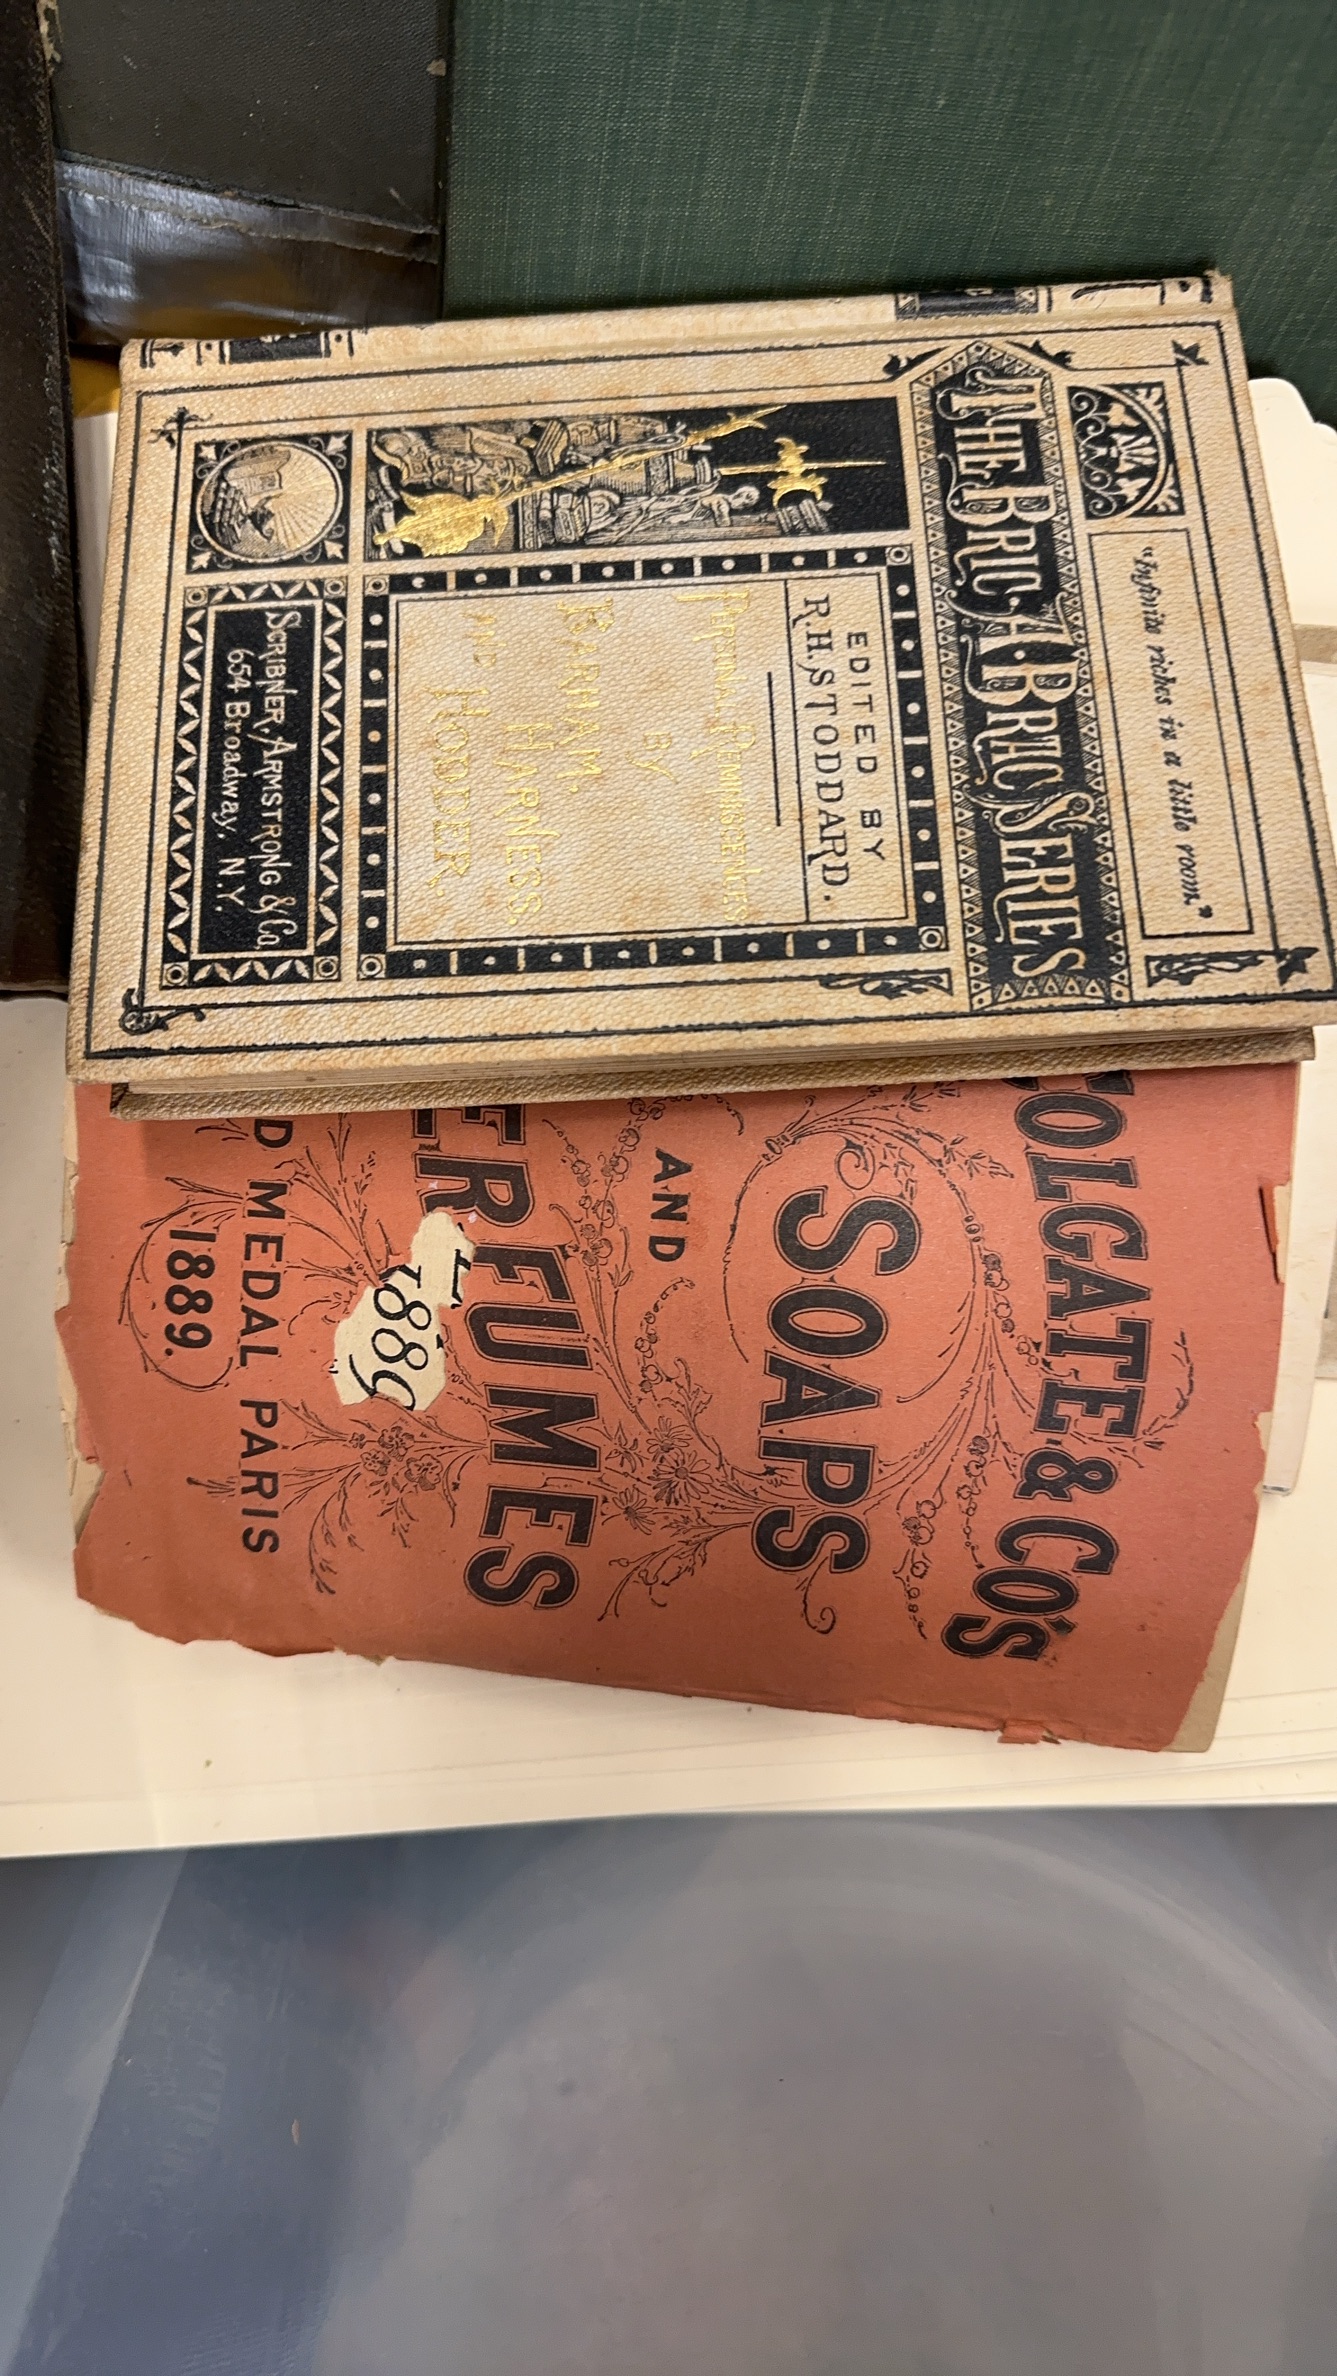 "Infinite riches in a little room."
THE BRIC-A-BRAC SERIES
EDITED BY
R.H. STODDARD.
PERSONAL REMINISCENCES
BY
BARHAM,
HARNESS,
AND HODDER.
SCRIBNER, ARMSTRONG & Co.
654 Broadway, N.Y.
COLGATE & CO'S
SOAPS
AND
ERFUMES
1889
D MEDAL PARIS
1889.